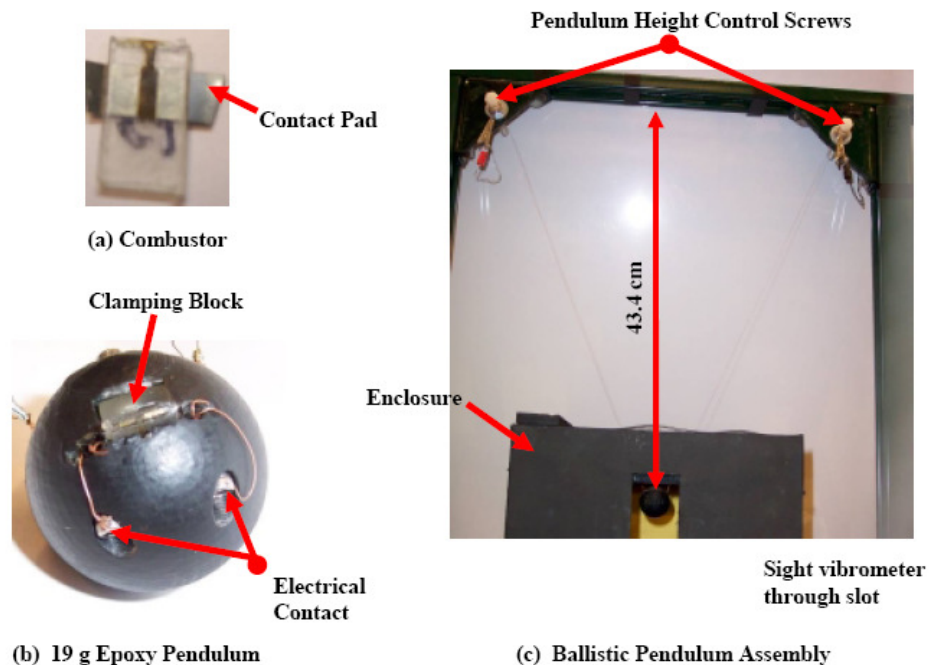 Pendulum Height Control Screws
Contact Pad
(a) Combustor
Clamping Block
43.4 cm
Enclosure
Electrical
Contact
Sight vibrometer
through slot
(b) 19 g Epoxy Pendulum
(c) Ballistic Pendulum Assembly